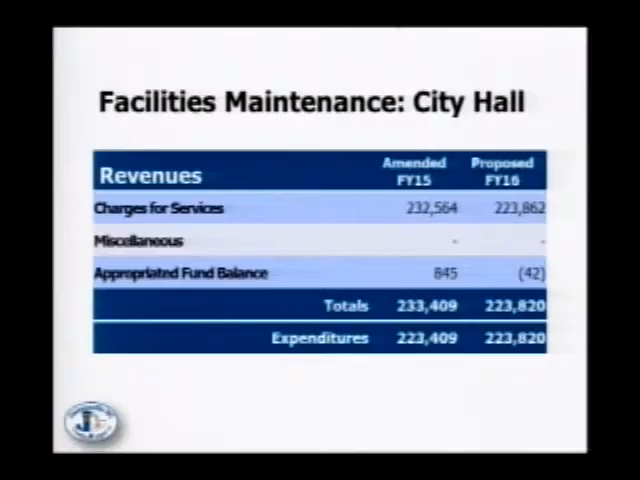 Facilities Maintenance: City Hall
Revenues Amended FY15 Proposed FY16
Charges for Services 232,564 223,862
Miscellaneous - -
Appropriated Fund Balance 845 (42)
Totals 233,409 223,820
Expenditures 223,409 223,820